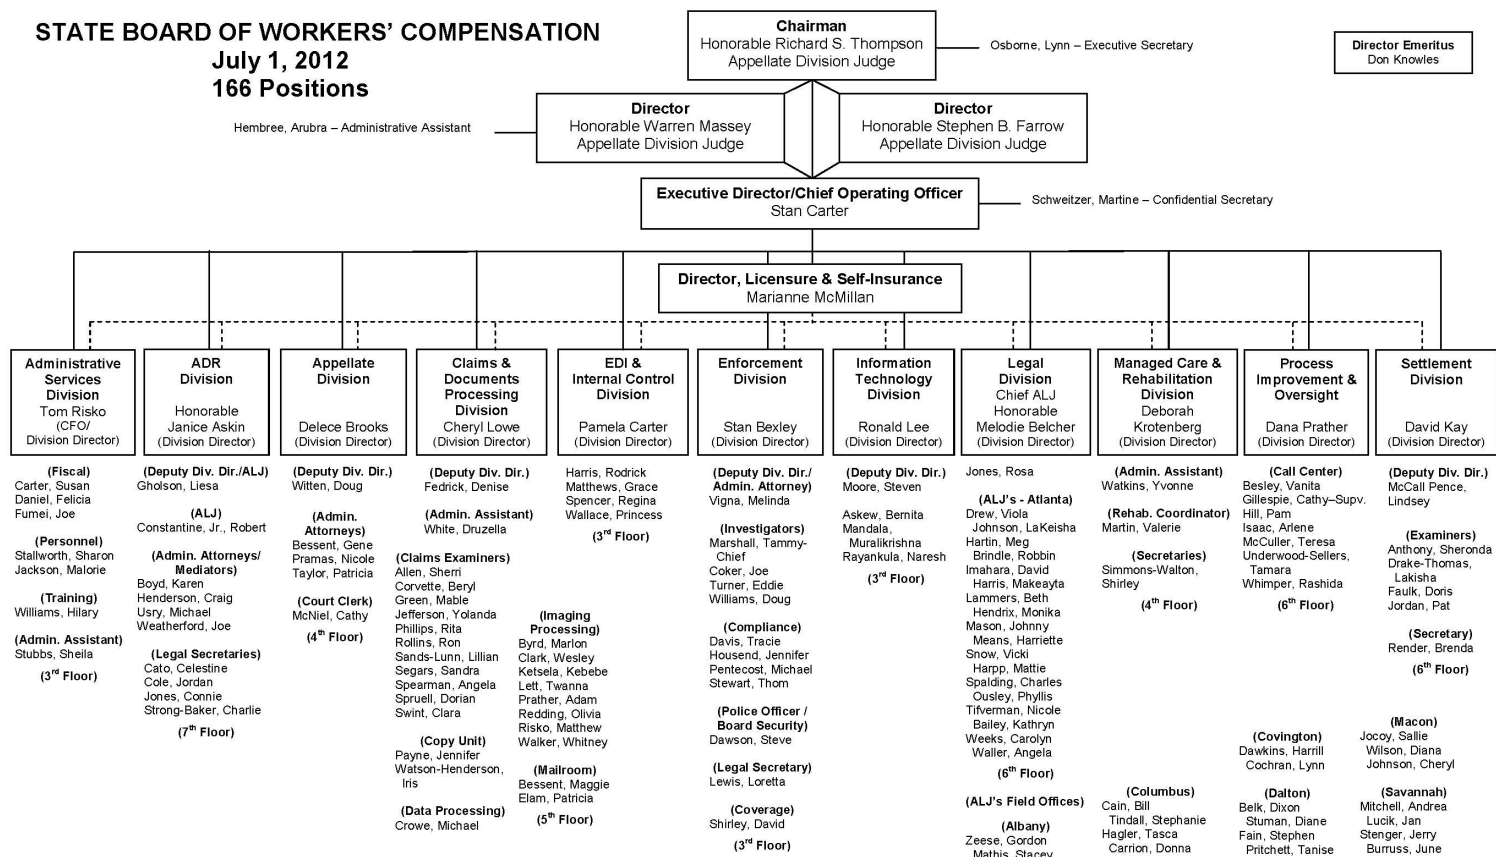 STATE BOARD OF WORKERS' COMPENSATION
July 1, 2012
166 Positions
Chairman
Honorable Richard S. Thompson
Appellate Division Judge
Osborne, Lynn – Executive Secretary
Director Emeritus
Don Knowles
Hembree, Arubra – Administrative Assistant
Director
Honorable Warren Massey
Appellate Division Judge
Director
Honorable Stephen B. Farrow
Appellate Division Judge
Executive Director/Chief Operating Officer
Stan Carter
Schweitzer, Martine – Confidential Secretary
Director, Licensure & Self-Insurance
Marianne McMillan
Administrative
Services
Division
Tom Risko
(CFO/
Division Director)
(Fiscal)
Carter, Susan
Daniel, Felicia
Fumei, Joe
(Personnel)
Stallworth, Sharon
Jackson, Malorie
(Training)
Williams, Hilary
(Admin. Assistant)
Stubbs, Sheila
(3rd Floor)
ADR
Division
Honorable
Janice Askin
(Division Director)
(Deputy Div. Dir./ALJ)
Gholson, Liesa
(ALJ)
Constantine, Jr., Robert
(Admin. Attorneys/
Mediators)
Boyd, Karen
Henderson, Craig
Usry, Michael
Weatherford, Joe
(Legal Secretaries)
Cato, Celestine
Cole, Jordan
Jones, Connie
Strong-Baker, Charlie
(7th Floor)
Appellate
Division
Delece Brooks
(Division Director)
(Deputy Div. Dir.)
Witten, Doug
(Admin.
Attorneys)
Bessent, Gene
Pramas, Nicole
Taylor, Patricia
(Court Clerk)
McNiel, Cathy
(4th Floor)
Claims &
Documents
Processing
Division
Cheryl Lowe
(Division Director)
(Deputy Div. Dir.)
Fedrick, Denise
(Admin. Assistant)
White, Druzella
(Claims Examiners)
Allen, Sherri
Corvette, Beryl
Green, Mable
Jefferson, Yolanda
Phillips, Rita
Rollins, Ron
Sands-Lunn, Lillian
Segars, Sandra
Spearman, Angela
Spruell, Dorian
Swint, Clara
(Copy Unit)
Payne, Jennifer
Watson-Henderson,
Iris
(Data Processing)
Crowe, Michael
(Imaging
Processing)
Byrd, Marlon
Clark, Wesley
Ketsela, Kebebe
Lett, Twanna
Prather, Adam
Redding, Olivia
Risko, Matthew
Walker, Whitney
(Mailroom)
Bessent, Maggie
Elam, Patricia
(5th Floor)
EDI &
Internal Control
Division
Pamela Carter
(Division Director)
Harris, Rodrick
Matthews, Grace
Spencer, Regina
Wallace, Princess
(3rd Floor)
Enforcement
Division
Stan Bexley
(Division Director)
(Deputy Div. Dir./
Admin. Attorney)
Vigna, Melinda
(Investigators)
Marshall, Tammy-
Chief
Coker, Joe
Turner, Eddie
Williams, Doug
(Compliance)
Davis, Tracie
Housend, Jennifer
Pentecost, Michael
Stewart, Thom
(Police Officer /
Board Security)
Dawson, Steve
(Legal Secretary)
Lewis, Loretta
(Coverage)
Shirley, David
(3rd Floor)
Information
Technology
Division
Ronald Lee
(Division Director)
(Deputy Div. Dir.)
Moore, Steven
Askew, Bernita
Mandala,
Muralikrishna
Rayankula, Naresh
(3rd Floor)
Legal
Division
Chief ALJ
Honorable
Melodie Belcher
(Division Director)
Jones, Rosa
(ALJ's - Atlanta)
Drew, Viola
Johnson, LaKeisha
Hartin, Meg
Brindle, Robbin
Imahara, David
Harris, Makeayta
Lammers, Beth
Hendrix, Monika
Mason, Johnny
Means, Harriette
Snow, Vicki
Harpp, Mattie
Spalding, Charles
Ousley, Phyllis
Tifverman, Nicole
Bailey, Kathryn
Weeks, Carolyn
Waller, Angela
(6th Floor)
(ALJ's Field Offices)
(Albany)
Zeese, Gordon
Mathis, Stacey
Managed Care &
Rehabilitation
Division
Deborah
Krotenberg
(Division Director)
(Admin. Assistant)
Watkins, Yvonne
(Rehab. Coordinator)
Martin, Valerie
(Secretaries)
Simmons-Walton,
Shirley
(4th Floor)
(Columbus)
Cain, Bill
Tindall, Stephanie
Hagler, Tasca
Carrion, Donna
Process
Improvement &
Oversight
Dana Prather
(Division Director)
(Call Center)
Besley, Vanita
Gillespie, Cathy–Supv.
Hill, Pam
Isaac, Arlene
McCuller, Teresa
Underwood-Sellers,
Tamara
Whimper, Rashida
(6th Floor)
(Covington)
Dawkins, Harrill
Cochran, Lynn
(Dalton)
Belk, Dixon
Stuman, Diane
Fain, Stephen
Pritchett, Tanise
Settlement
Division
David Kay
(Division Director)
(Deputy Div. Dir.)
McCall Pence,
Lindsey
(Examiners)
Anthony, Sheronda
Drake-Thomas,
Lakisha
Faulk, Doris
Jordan, Pat
(Secretary)
Render, Brenda
(6th Floor)
(Macon)
Jocoy, Sallie
Wilson, Diana
Johnson, Cheryl
(Savannah)
Mitchell, Andrea
Lucik, Jan
Stenger, Jerry
Burruss, June